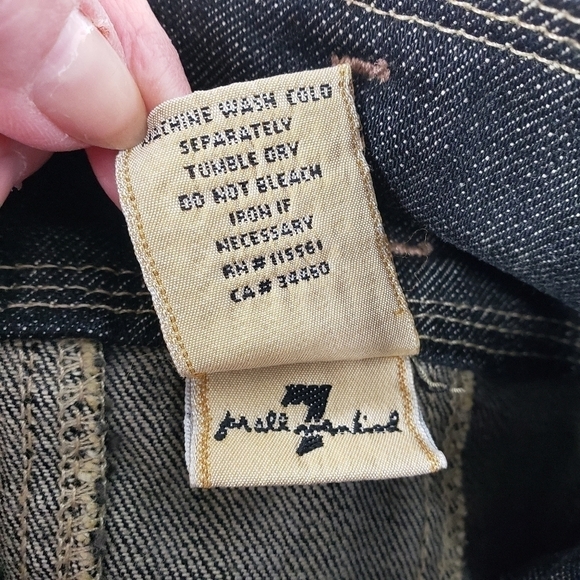 MACHINE WASH COLD
SEPARATELY
TUMBLE DRY
DO NOT BLEACH
IRON IF
NECESSARY
RN# 115561
CA# 34460
7
for all mankind